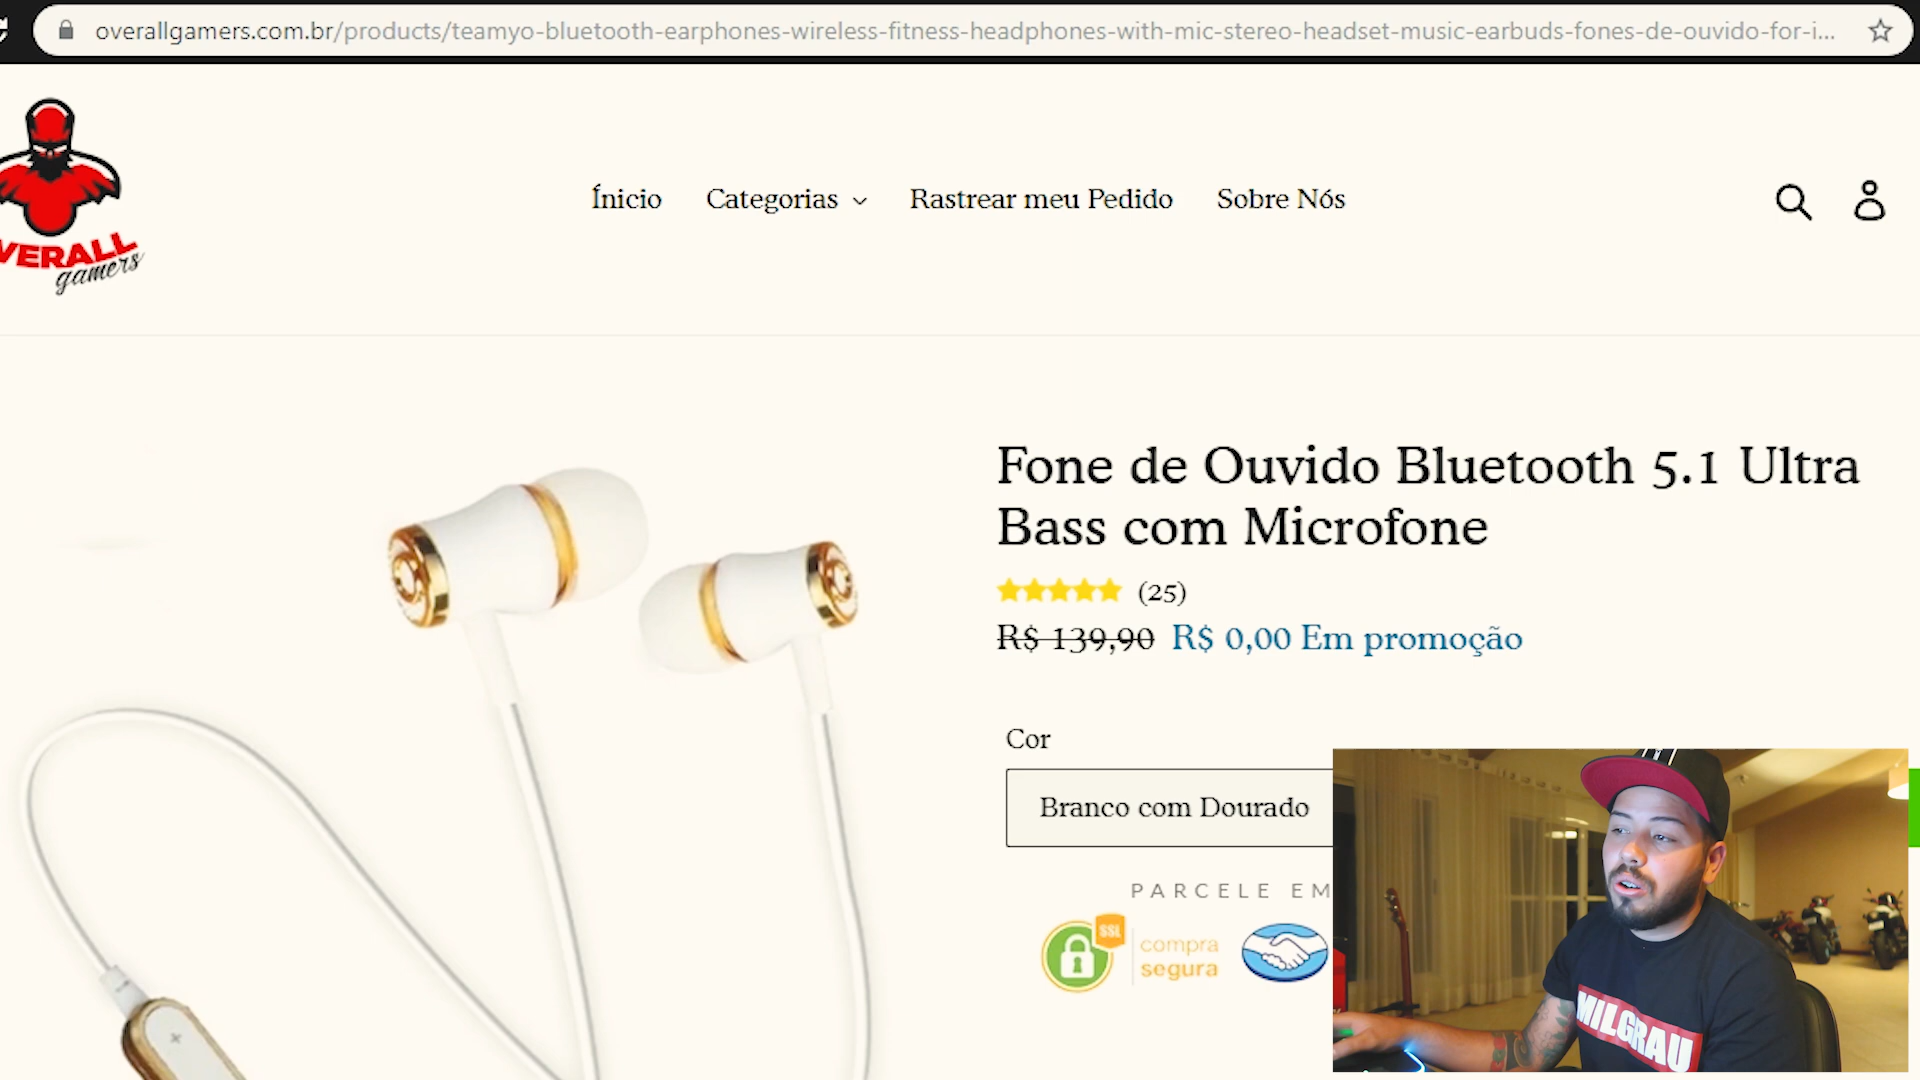 overallgamers.com.br/products/teamyo-bluetooth-earphones-wireless-fitness-headphones-with-mic-stereo-headset-music-earbuds-fones-de-ouvido-for-i...
VERALL
gamers
Ínicio Categorias Rastrear meu Pedido Sobre Nós
Fone de Ouvido Bluetooth 5.1 Ultra
Bass com Microfone
(25)
R$ 139,90 R$ 0,00 Em promoção
Cor
Branco com Dourado
PARCELE EM
SSL
compra
segura
MILGRAU